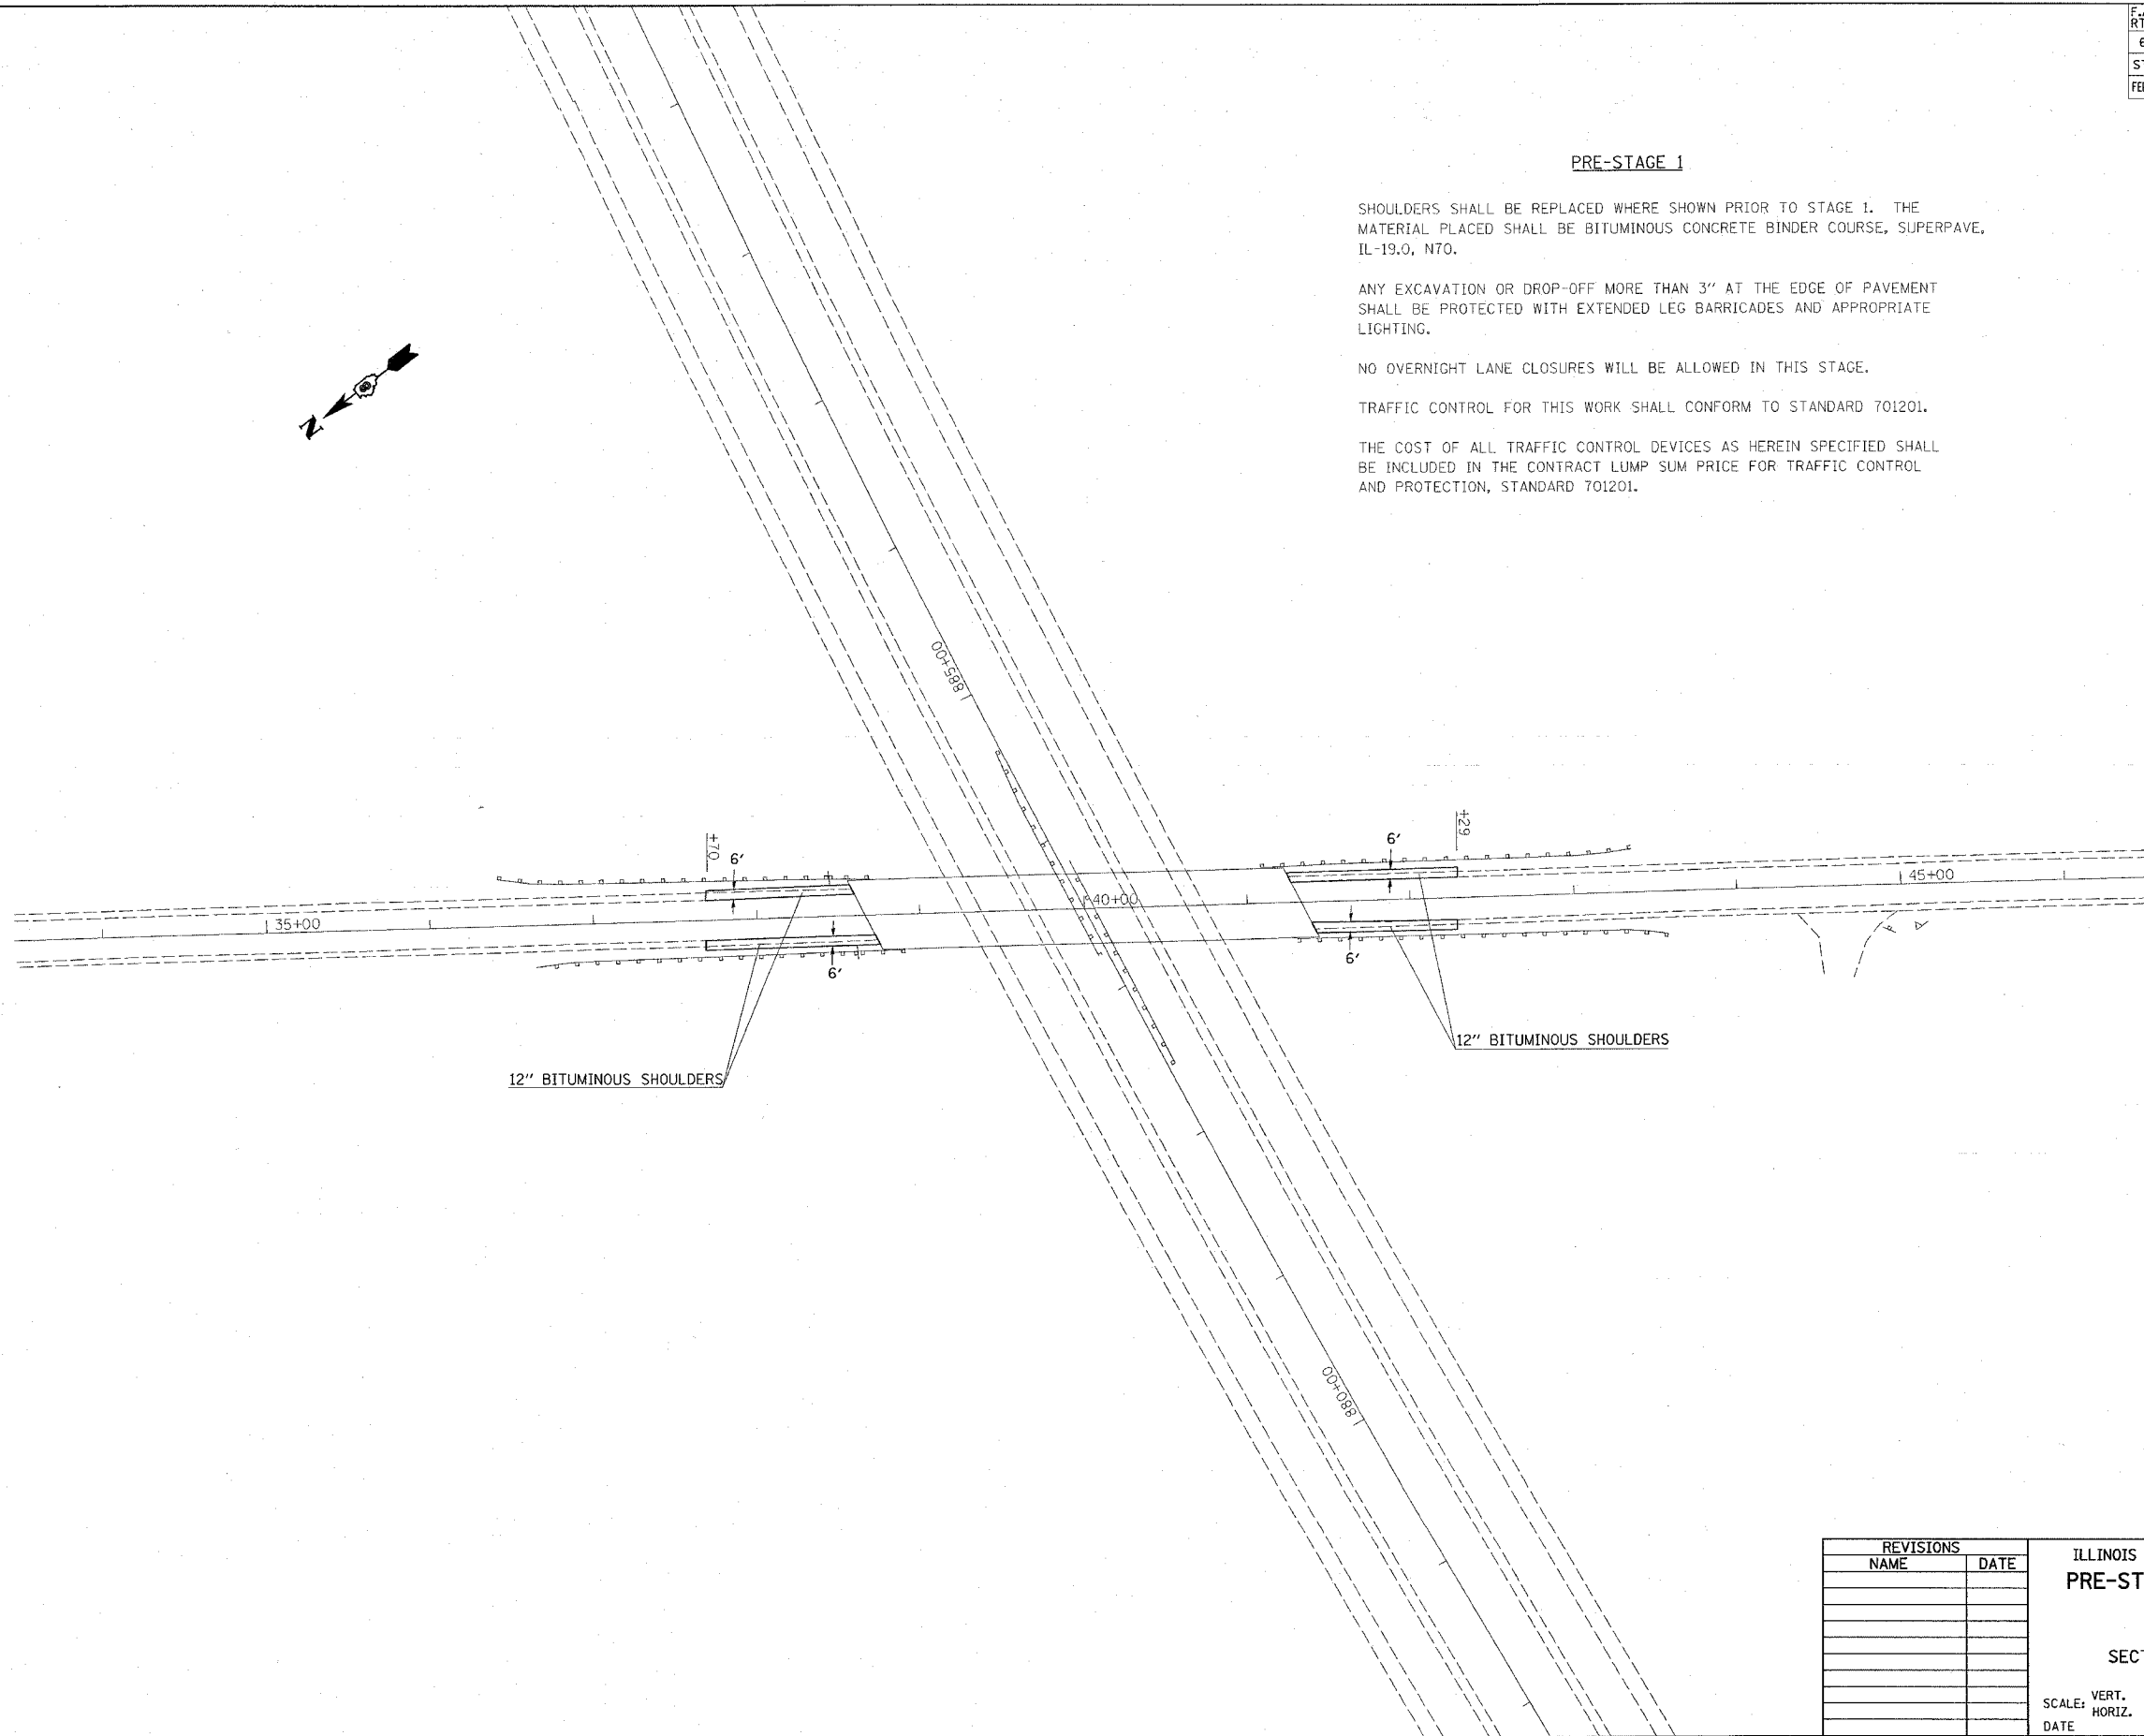 F.
RT
6
ST
FE
PRE-STAGE 1
SHOULDERS SHALL BE REPLACED WHERE SHOWN PRIOR TO STAGE 1. THE
MATERIAL PLACED SHALL BE BITUMINOUS CONCRETE BINDER COURSE, SUPERPAVE,
IL-19.0, N70.
ANY EXCAVATION OR DROP-OFF MORE THAN 3" AT THE EDGE OF PAVEMENT
SHALL BE PROTECTED WITH EXTENDED LEG BARRICADES AND APPROPRIATE
LIGHTING.
NO OVERNIGHT LANE CLOSURES WILL BE ALLOWED IN THIS STAGE.
TRAFFIC CONTROL FOR THIS WORK SHALL CONFORM TO STANDARD 701201.
THE COST OF ALL TRAFFIC CONTROL DEVICES AS HEREIN SPECIFIED SHALL
BE INCLUDED IN THE CONTRACT LUMP SUM PRICE FOR TRAFFIC CONTROL
AND PROTECTION, STANDARD 701201.
N
885+00
+70
6'
6'
+29
35+00
40+00
45+00
6'
6'
12" BITUMINOUS SHOULDERS
12" BITUMINOUS SHOULDERS
880+00
REVISIONS
NAME DATE
ILLINOIS
PRE-ST
SECT
SCALE: VERT.
HORIZ.
DATE